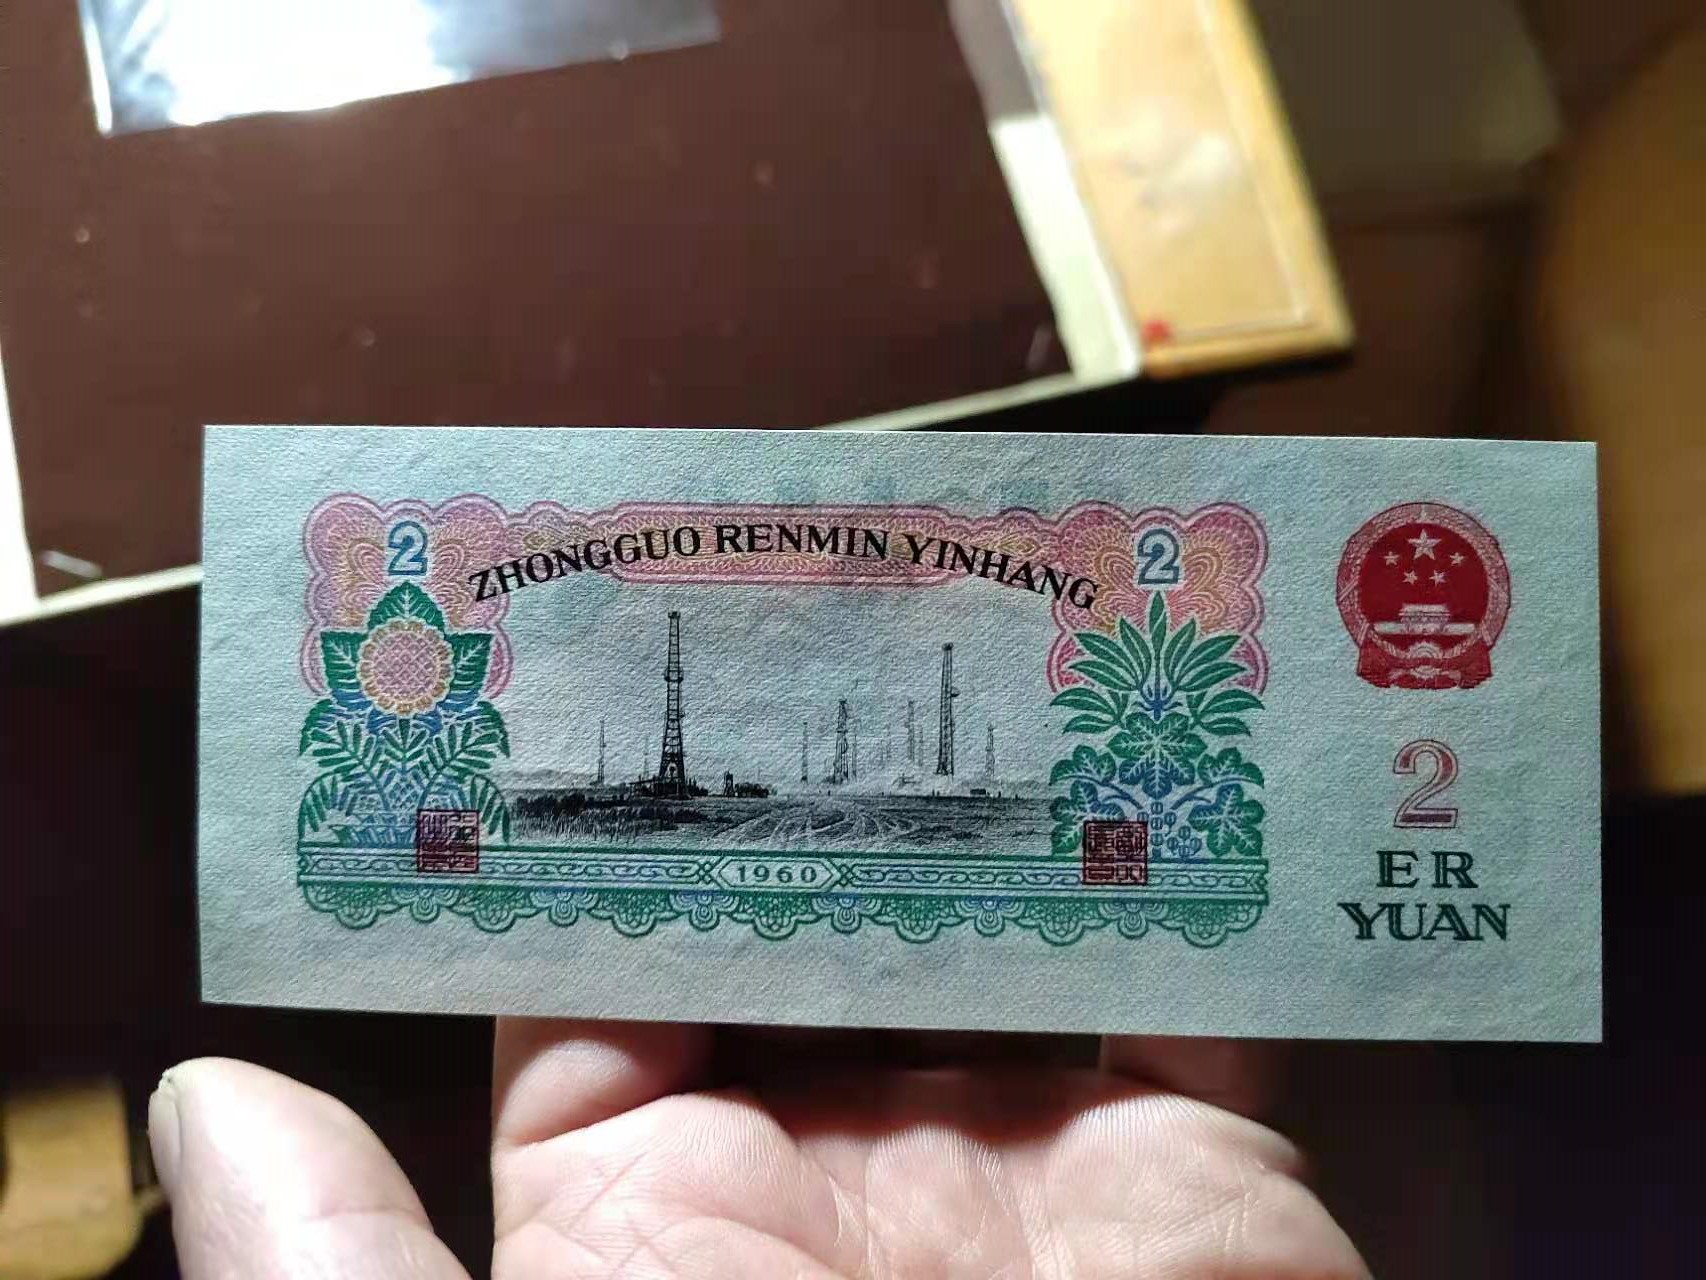 ZHONGGUO RENMIN YINHANG
2
2
1960
2
ER
YUAN